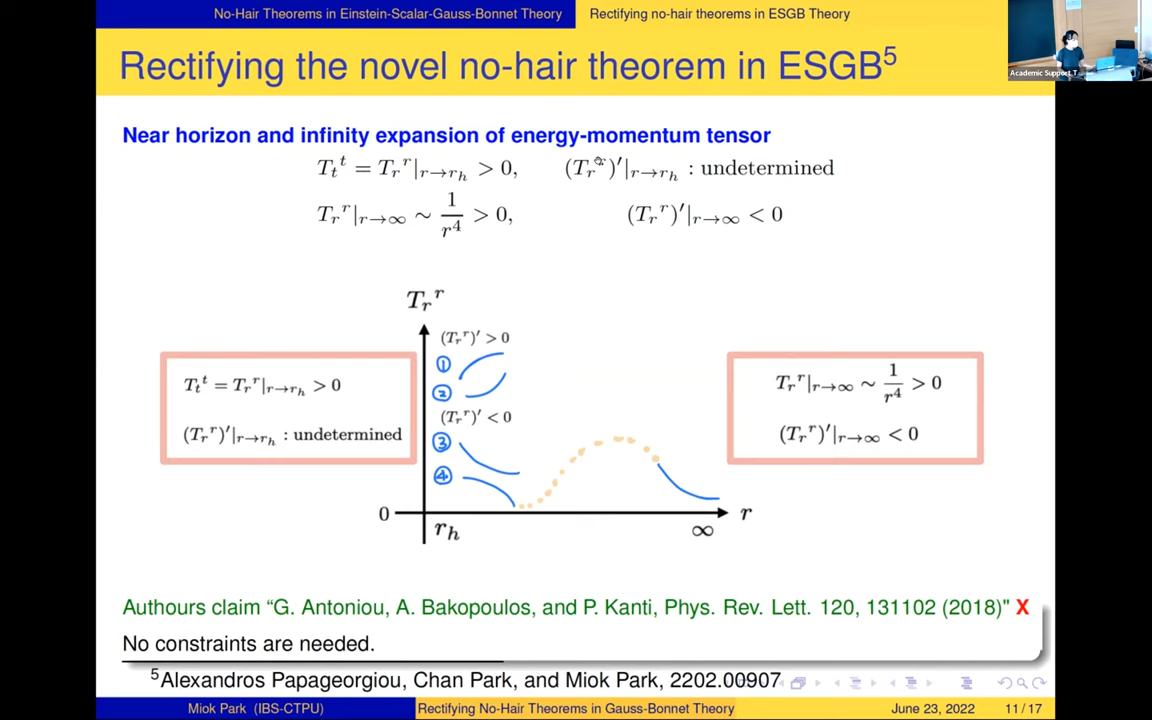 No-Hair Theorems in Einstein-Scalar-Gauss-Bonnet Theory Rectifying no-hair theorems in ESGB Theory
Rectifying the novel no-hair theorem in ESGB⁵
Academic Support T
Near horizon and infinity expansion of energy-momentum tensor
T_t^t = T_r^r|_{r→r_h} > 0, (T_r^r)′|_{r→r_h} : undetermined
T_r^r|_{r→∞} ∼ 1/r⁴ > 0, (T_r^r)′|_{r→∞} < 0
T_r^r
(T_r^r)′ > 0
①
②
(T_r^r)′ < 0
③
④
T_t^t = T_r^r|_{r→r_h} > 0
(T_r^r)′|_{r→r_h} : undetermined
T_r^r|_{r→∞} ∼ 1/r⁴ > 0
(T_r^r)′|_{r→∞} < 0
0
r_h
∞
r
Authours claim “G. Antoniou, A. Bakopoulos, and P. Kanti, Phys. Rev. Lett. 120, 131102 (2018)" X
No constraints are needed.
⁵Alexandros Papageorgiou, Chan Park, and Miok Park, 2202.00907
Miok Park (IBS-CTPU) Rectifying No-Hair Theorems in Gauss-Bonnet Theory June 23, 2022 11 / 17